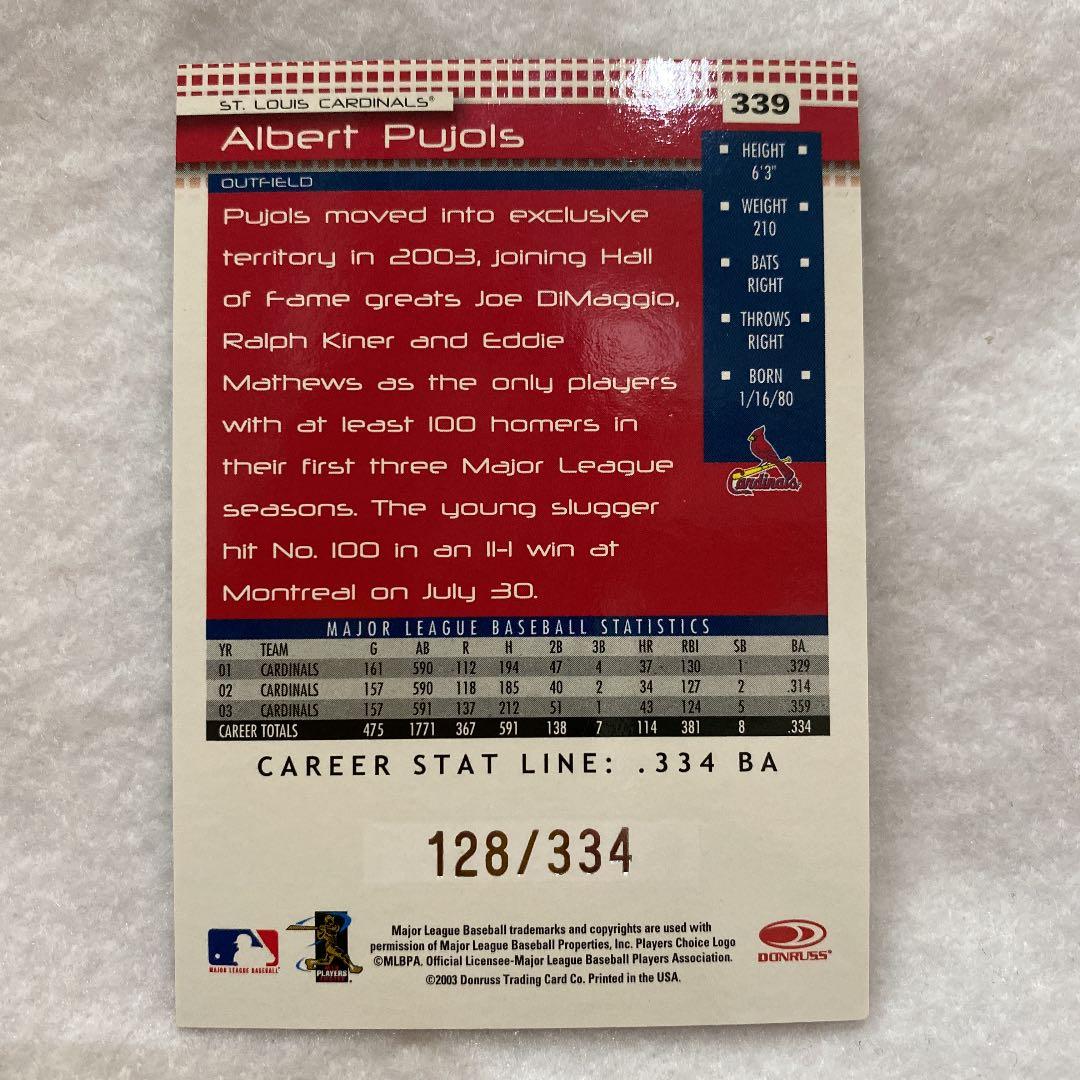 ST. LOUIS CARDINALS®
339
Albert Pujols
OUTFIELD
Pujols moved into exclusive
territory in 2003, joining Hall
of Fame greats Joe DiMaggio,
Ralph Kiner and Eddie
Mathews as the only players
with at least 100 homers in
their first three Major League
seasons. The young slugger
hit No. 100 in an 11-1 win at
Montreal on July 30.
HEIGHT
6'3"
WEIGHT
210
BATS
RIGHT
THROWS
RIGHT
BORN
1/16/80
Cardinals
MAJOR LEAGUE BASEBALL STATISTICS
YR TEAM G AB R H 2B 3B HR RBI SB BA
01 CARDINALS 161 590 112 194 47 4 37 130 1 .329
02 CARDINALS 157 590 118 185 40 2 34 127 2 .314
03 CARDINALS 157 591 137 212 51 1 43 124 5 .359
CAREER TOTALS 475 1771 367 591 138 7 114 381 8 .334
CAREER STAT LINE: .334 BA
128/334
MAJOR LEAGUE BASEBALL
PLAYERS
Major League Baseball trademarks and copyrights are used with
permission of Major League Baseball Properties, Inc. Players Choice Logo
©MLBPA. Official Licensee-Major League Baseball Players Association.
©2003 Donruss Trading Card Co. Printed in the USA.
DONRUSS®